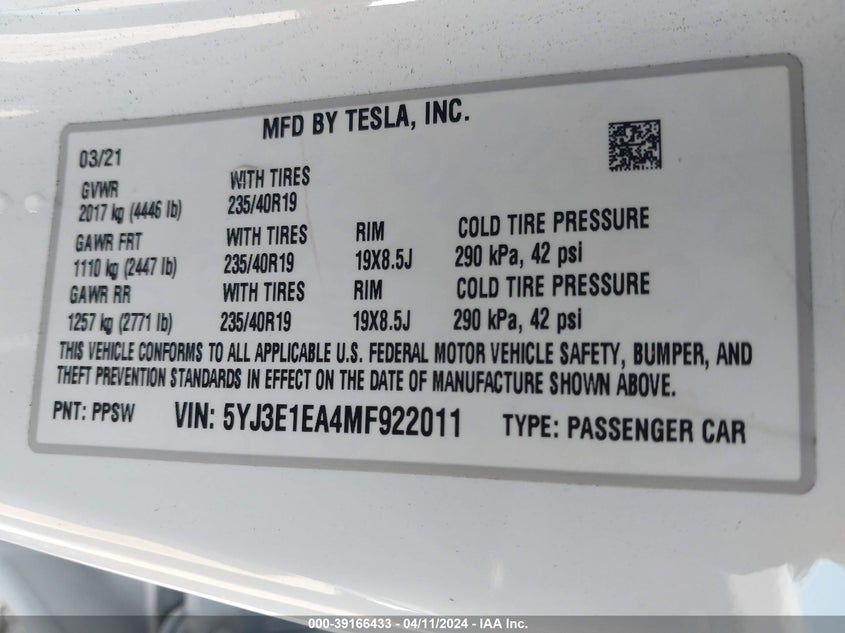 MFD BY TESLA, INC.
03/21
GVWR WITH TIRES
2017 kg (4446 lb) 235/40R19
GAWR FRT WITH TIRES RIM COLD TIRE PRESSURE
1110 kg (2447 lb) 235/40R19 19X8.5J 290 kPa, 42 psi
GAWR RR WITH TIRES RIM COLD TIRE PRESSURE
1257 kg (2771 lb) 235/40R19 19X8.5J 290 kPa, 42 psi
THIS VEHICLE CONFORMS TO ALL APPLICABLE U.S. FEDERAL MOTOR VEHICLE SAFETY, BUMPER, AND
THEFT PREVENTION STANDARDS IN EFFECT ON THE DATE OF MANUFACTURE SHOWN ABOVE.
PNT: PPSW VIN: 5YJ3E1EA4MF922011 TYPE: PASSENGER CAR
000-39166433 - 04/11/2024 - IAA Inc.